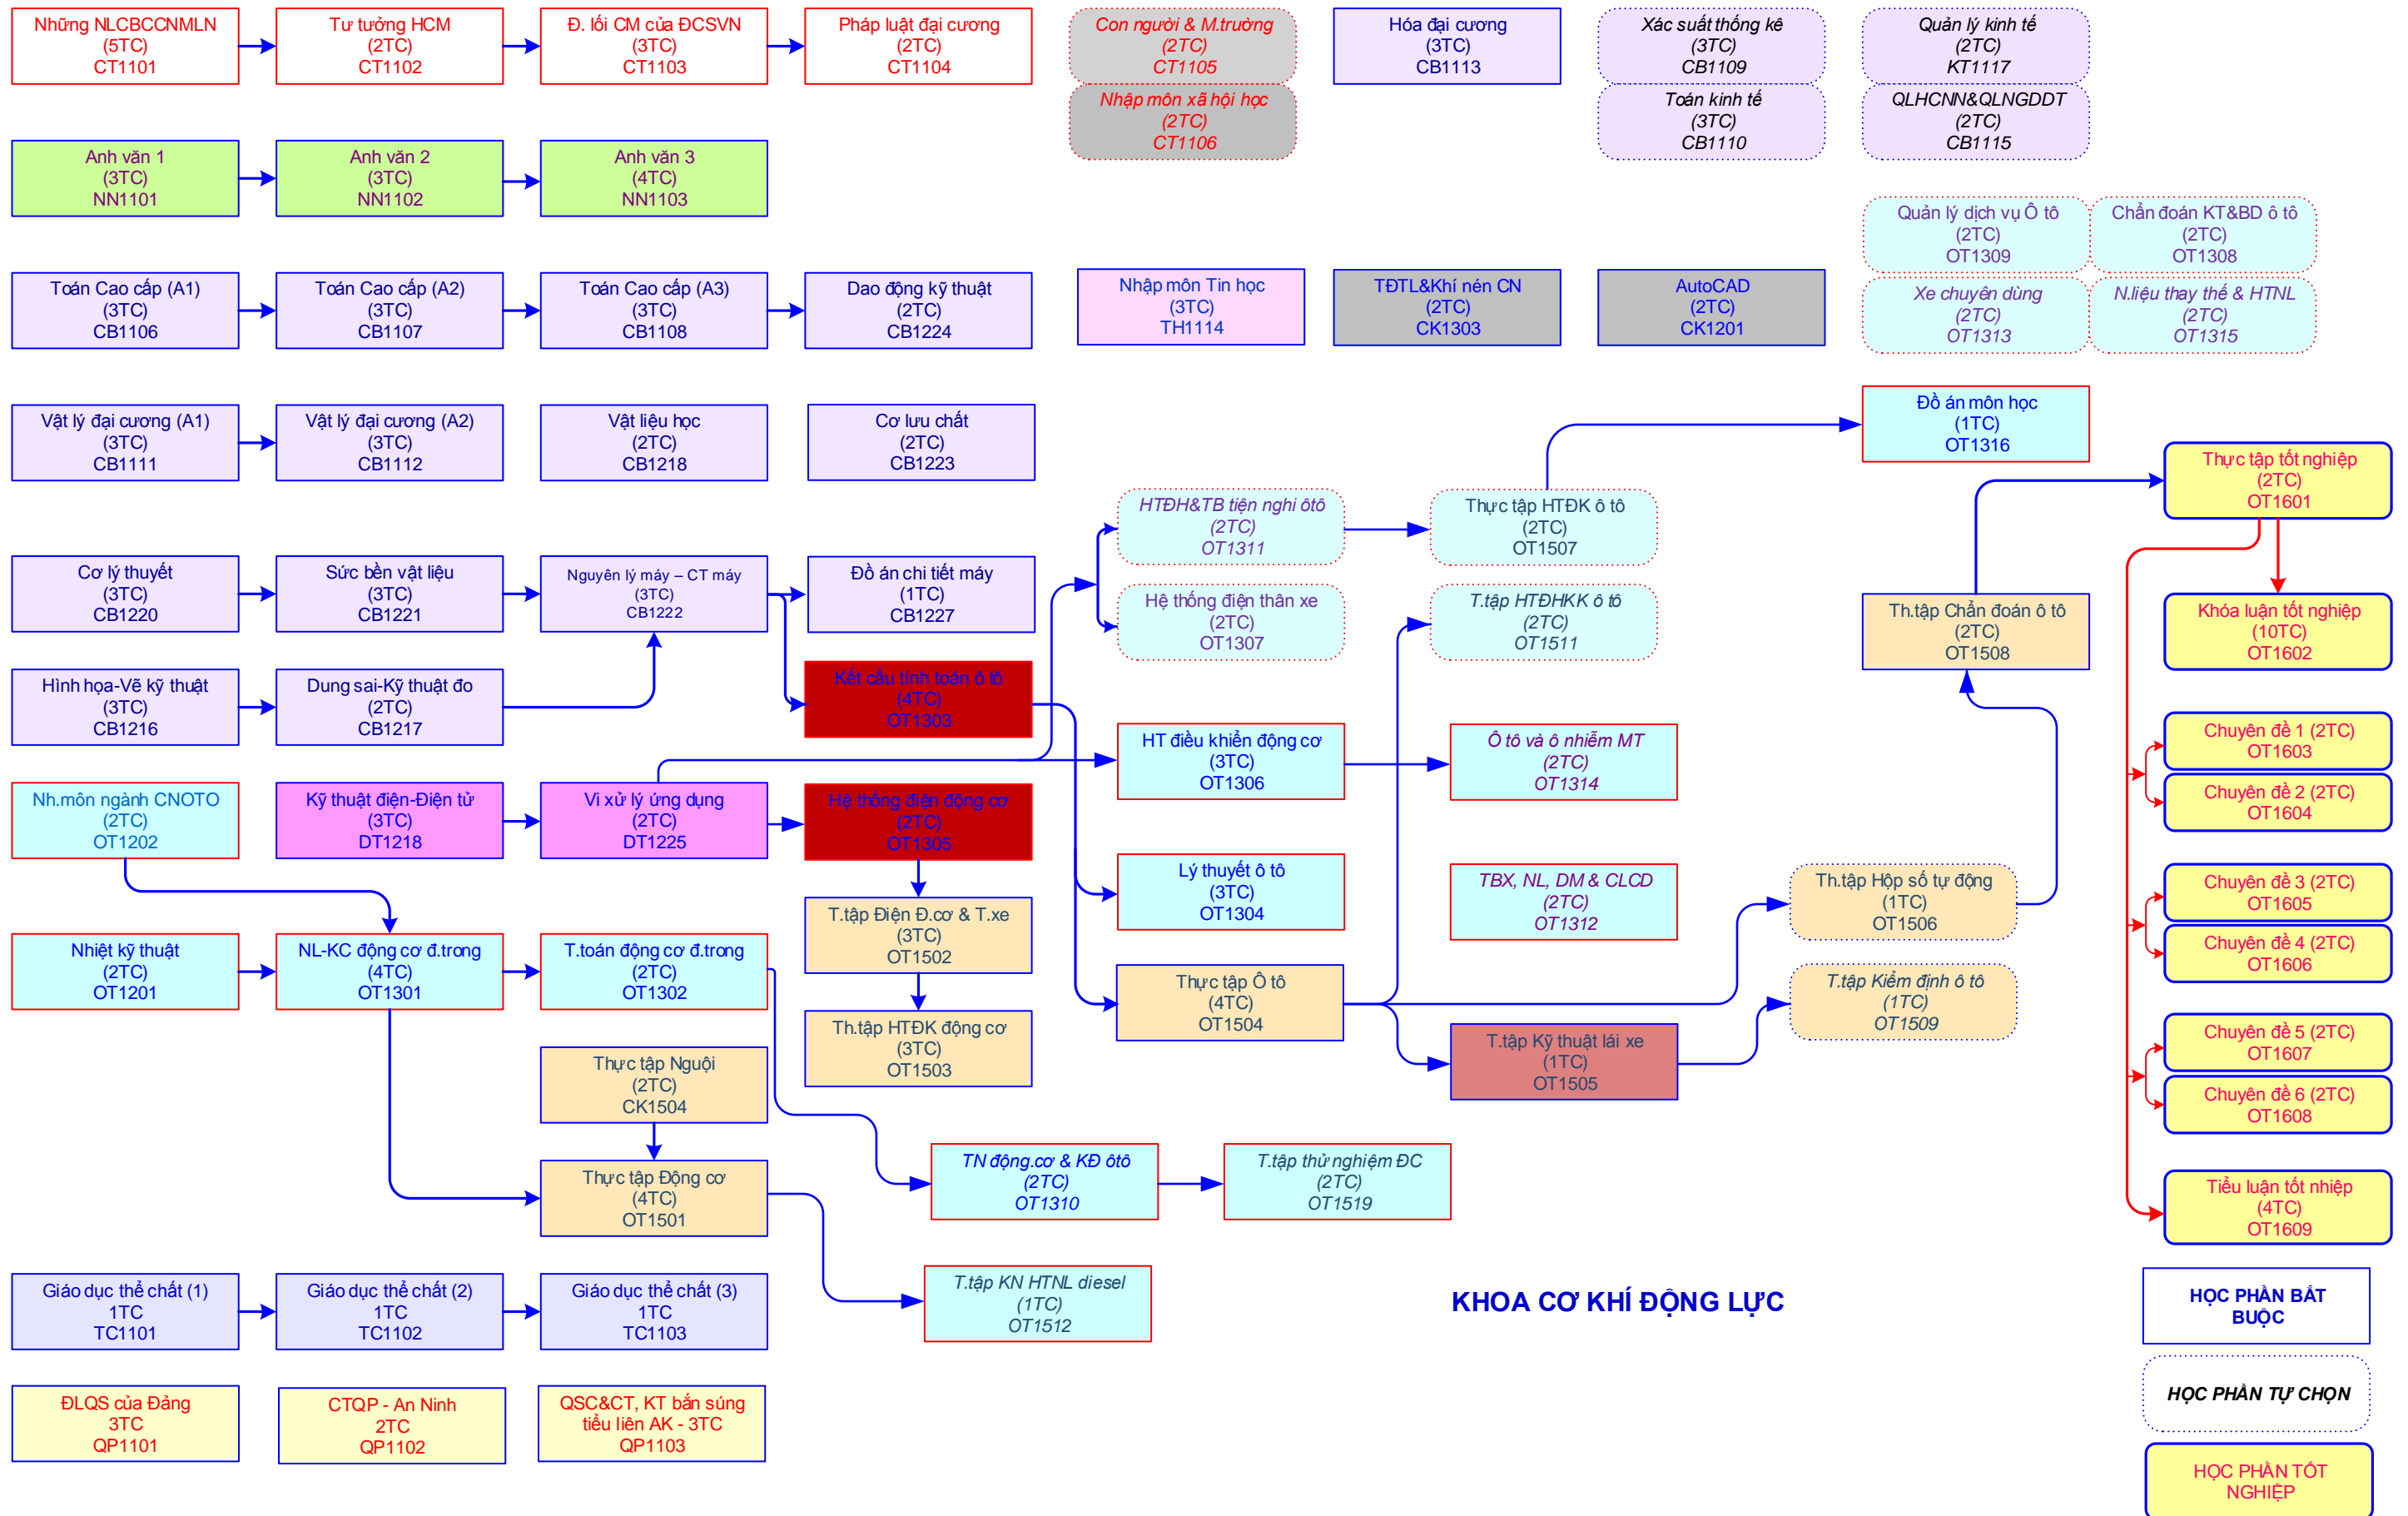 Những NLCBCCNMLN
(5TC)
CT1101
Tư tưởng HCM
(2TC)
CT1102
Đ. lối CM của ĐCSVN
(3TC)
CT1103
Pháp luật đại cương
(2TC)
CT1104
Con người & M.trường
(2TC)
CT1105
Nhập môn xã hội học
(2TC)
CT1106
Hóa đại cương
(3TC)
CB1113
Xác suất thống kê
(3TC)
CB1109
Toán kinh tế
(3TC)
CB1110
Quản lý kinh tế
(2TC)
KT1117
QLHCNN&QLNGDDT
(2TC)
CB1115
Anh văn 1
(3TC)
NN1101
Anh văn 2
(3TC)
NN1102
Anh văn 3
(4TC)
NN1103
Quản lý dịch vụ Ô tô
(2TC)
OT1309
Chẩn đoán KT&BD ô tô
(2TC)
OT1308
Xe chuyên dùng
(2TC)
OT1313
N.liệu thay thế & HTNL
(2TC)
OT1315
Toán Cao cấp (A1)
(3TC)
CB1106
Toán Cao cấp (A2)
(3TC)
CB1107
Toán Cao cấp (A3)
(3TC)
CB1108
Dao động kỹ thuật
(2TC)
CB1224
Nhập môn Tin học
(3TC)
TH1114
TĐTL&Khí nén CN
(2TC)
CK1303
AutoCAD
(2TC)
CK1201
Vật lý đại cương (A1)
(3TC)
CB1111
Vật lý đại cương (A2)
(3TC)
CB1112
Vật liệu học
(2TC)
CB1218
Cơ lưu chất
(2TC)
CB1223
Đồ án môn học
(1TC)
OT1316
Thực tập tốt nghiệp
(2TC)
OT1601
HTĐH&TB tiện nghi ôtô
(2TC)
OT1311
Thực tập HTĐK ô tô
(2TC)
OT1507
Cơ lý thuyết
(3TC)
CB1220
Sức bền vật liệu
(3TC)
CB1221
Nguyên lý máy – CT máy
(3TC)
CB1222
Đồ án chi tiết máy
(1TC)
CB1227
Hệ thống điện thân xe
(2TC)
OT1307
T.tập HTĐHKK ô tô
(2TC)
OT1511
Th.tập Chẩn đoán ô tô
(2TC)
OT1508
Khóa luận tốt nghiệp
(10TC)
OT1602
Hình họa-Vẽ kỹ thuật
(3TC)
CB1216
Dung sai-Kỹ thuật đo
(2TC)
CB1217
Kết cấu tính toán ô tô
(4TC)
OT1303
HT điều khiển động cơ
(3TC)
OT1306
Ô tô và ô nhiễm MT
(2TC)
OT1314
Chuyên đề 1 (2TC)
OT1603
Chuyên đề 2 (2TC)
OT1604
Nh.môn ngành CNOTO
(2TC)
OT1202
Kỹ thuật điện-Điện tử
(3TC)
DT1218
Vi xử lý ứng dụng
(2TC)
DT1225
Hệ thống điện động cơ
(2TC)
OT1305
Lý thuyết ô tô
(3TC)
OT1304
TBX, NL, DM & CLCD
(2TC)
OT1312
Th.tập Hộp số tự động
(1TC)
OT1506
Chuyên đề 3 (2TC)
OT1605
Chuyên đề 4 (2TC)
OT1606
T.tập Điện Đ.cơ & T.xe
(3TC)
OT1502
Nhiệt kỹ thuật
(2TC)
OT1201
NL-KC động cơ đ.trong
(4TC)
OT1301
T.toán động cơ đ.trong
(2TC)
OT1302
Thực tập Ô tô
(4TC)
OT1504
T.tập Kiểm định ô tô
(1TC)
OT1509
Th.tập HTĐK động cơ
(3TC)
OT1503
T.tập Kỹ thuật lái xe
(1TC)
OT1505
Chuyên đề 5 (2TC)
OT1607
Chuyên đề 6 (2TC)
OT1608
Thực tập Nguội
(2TC)
CK1504
Thực tập Động cơ
(4TC)
OT1501
TN động.cơ & KĐ ôtô
(2TC)
OT1310
T.tập thử nghiệm ĐC
(2TC)
OT1519
Tiểu luận tốt nhiệp
(4TC)
OT1609
Giáo dục thể chất (1)
1TC
TC1101
Giáo dục thể chất (2)
1TC
TC1102
Giáo dục thể chất (3)
1TC
TC1103
T.tập KN HTNL diesel
(1TC)
OT1512
KHOA CƠ KHÍ ĐỘNG LỰC
HỌC PHẦN BẮT
BUỘC
ĐLQS của Đảng
3TC
QP1101
CTQP - An Ninh
2TC
QP1102
QSC&CT, KT bắn súng
tiểu liên AK - 3TC
QP1103
HỌC PHẦN TỰ CHỌN
HỌC PHẦN TỐT
NGHIỆP